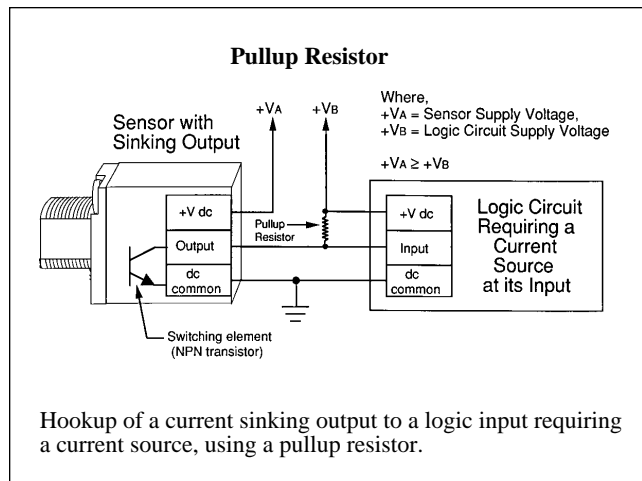 Pullup Resistor
+VA
+VB
Where,
+VA = Sensor Supply Voltage,
+VB = Logic Circuit Supply Voltage
+VA ≥ +VB
Sensor with
Sinking Output
+V dc
Output
dc
common
Pullup
Resistor
+V dc
Input
dc
common
Logic Circuit
Requiring a
Current
Source
at its Input
Switching element
(NPN transistor)
Hookup of a current sinking output to a logic input requiring
a current source, using a pullup resistor.